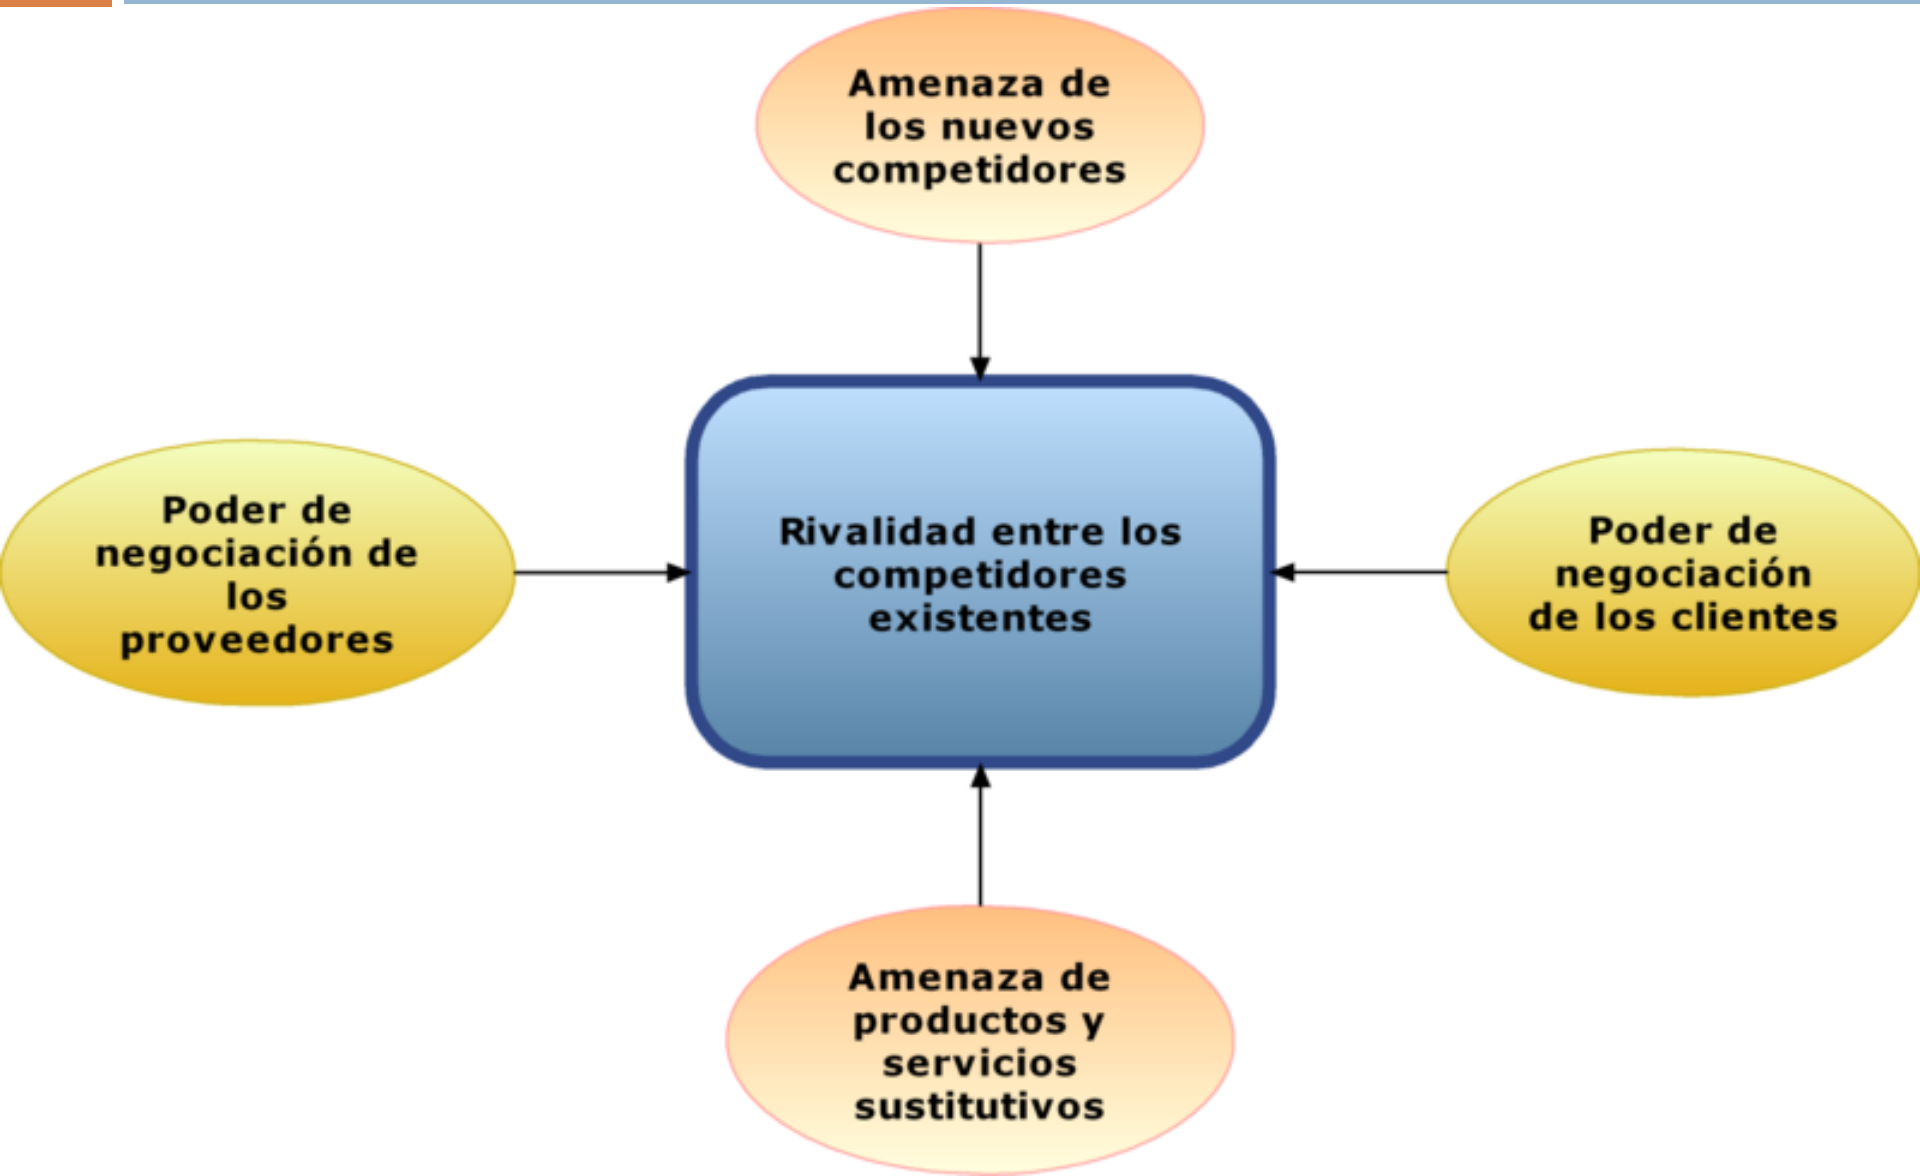 Amenaza de
los nuevos
competidores
Poder de
negociación de
los
proveedores
Rivalidad entre los
competidores
existentes
Poder de
negociación
de los clientes
Amenaza de
productos y
servicios
sustitutivos